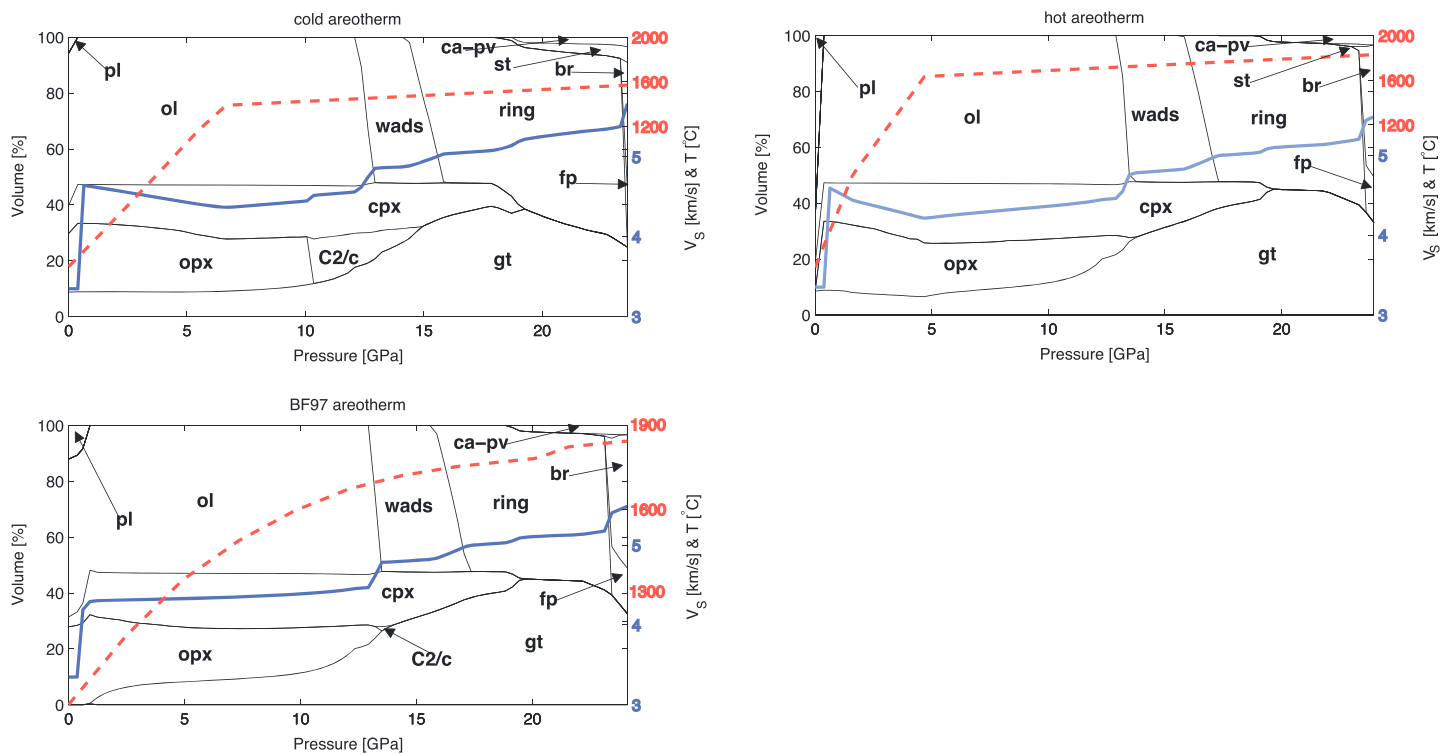 cold areotherm
100
80
60
40
20
0
Volume [%]
pl
ol
wads
ring
ca−pv
st
br
fp
cpx
opx
C2/c
gt
2000
1600
1200
5
4
3
V_S [km/s] & T [°C]
0 5 10 15 20
Pressure [GPa]
hot areotherm
100
80
60
40
20
0
Volume [%]
pl
ol
wads
ring
ca−pv
st
br
fp
cpx
opx
gt
2000
1600
1200
5
4
3
V_S [km/s] & T [°C]
0 5 10 15 20
Pressure [GPa]
BF97 areotherm
100
80
60
40
20
0
Volume [%]
pl
ol
wads
ring
ca−pv
br
fp
cpx
opx
C2/c
gt
1900
1600
1300
5
4
3
V_S [km/s] & T [°C]
0 5 10 15 20
Pressure [GPa]